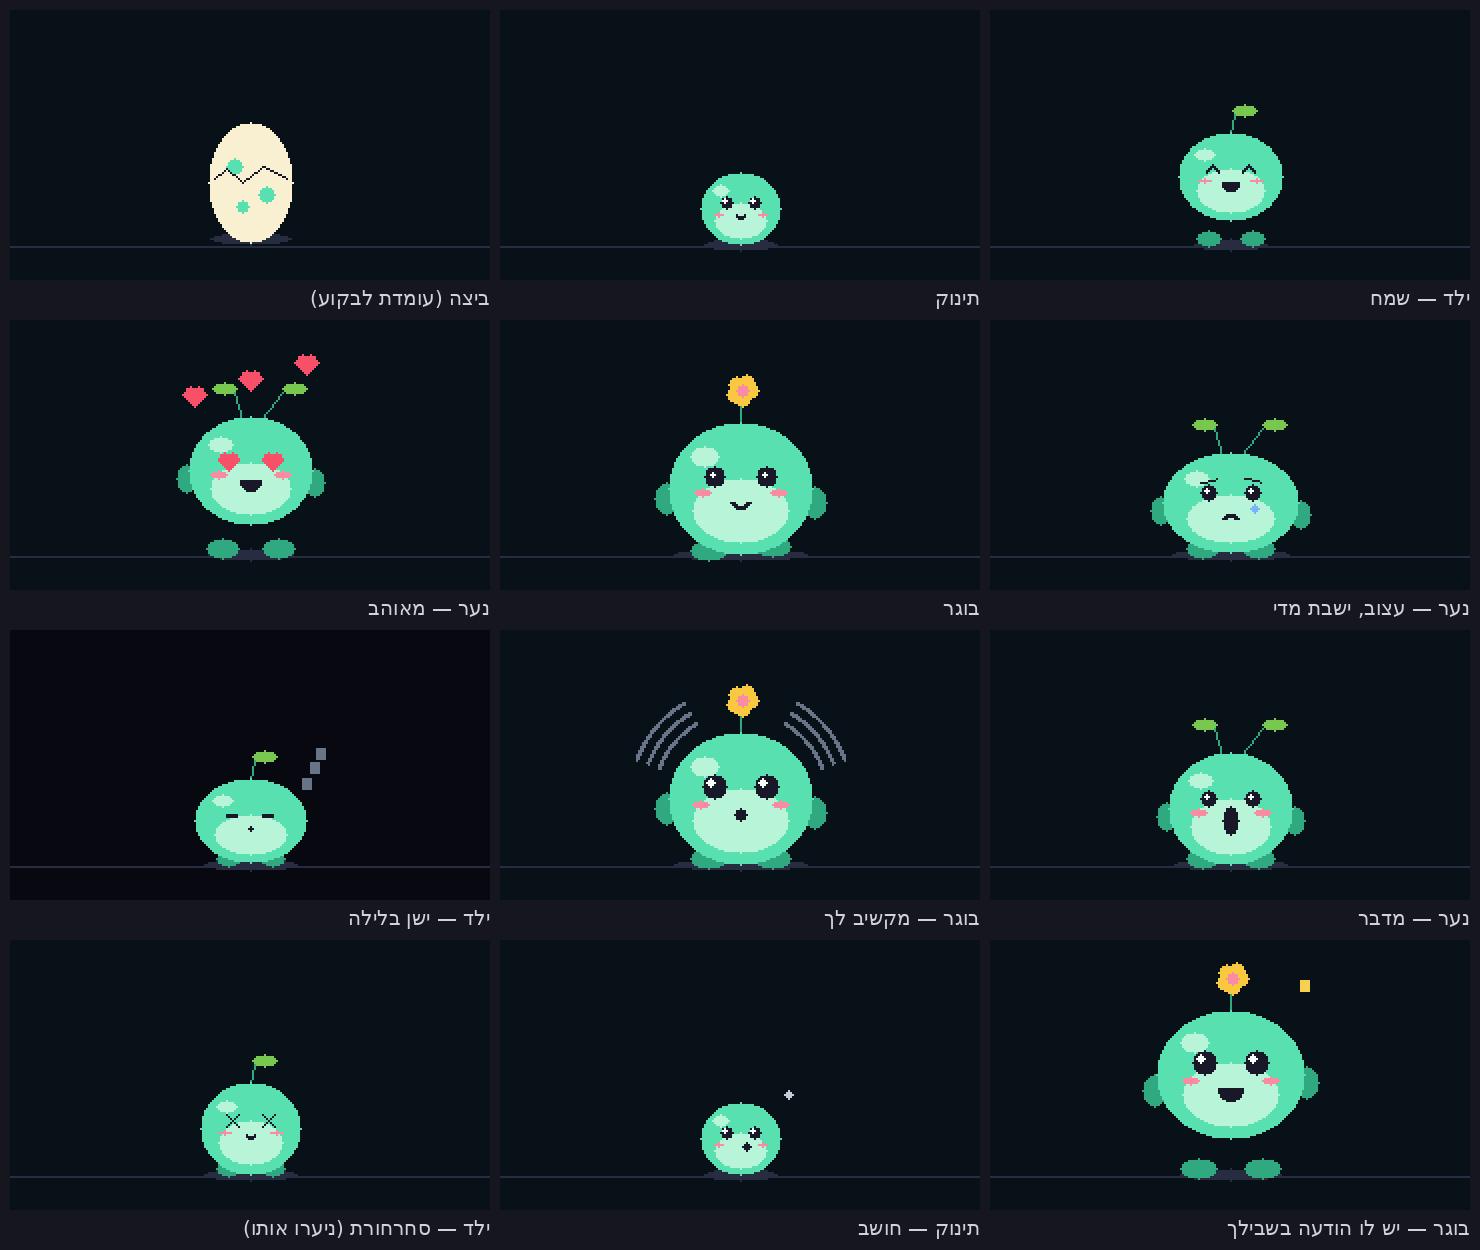 ביצה (עומדת לבקוע)
תינוק
ילד — שמח
נער — מאוהב
בוגר
נער — עצוב, ישבת מדי
ילד — ישן בלילה
בוגר — מקשיב לך
נער — מדבר
ילד — סחרחורת (ניערו אותו)
תינוק — חושב
בוגר — יש לו הודעה בשבילך